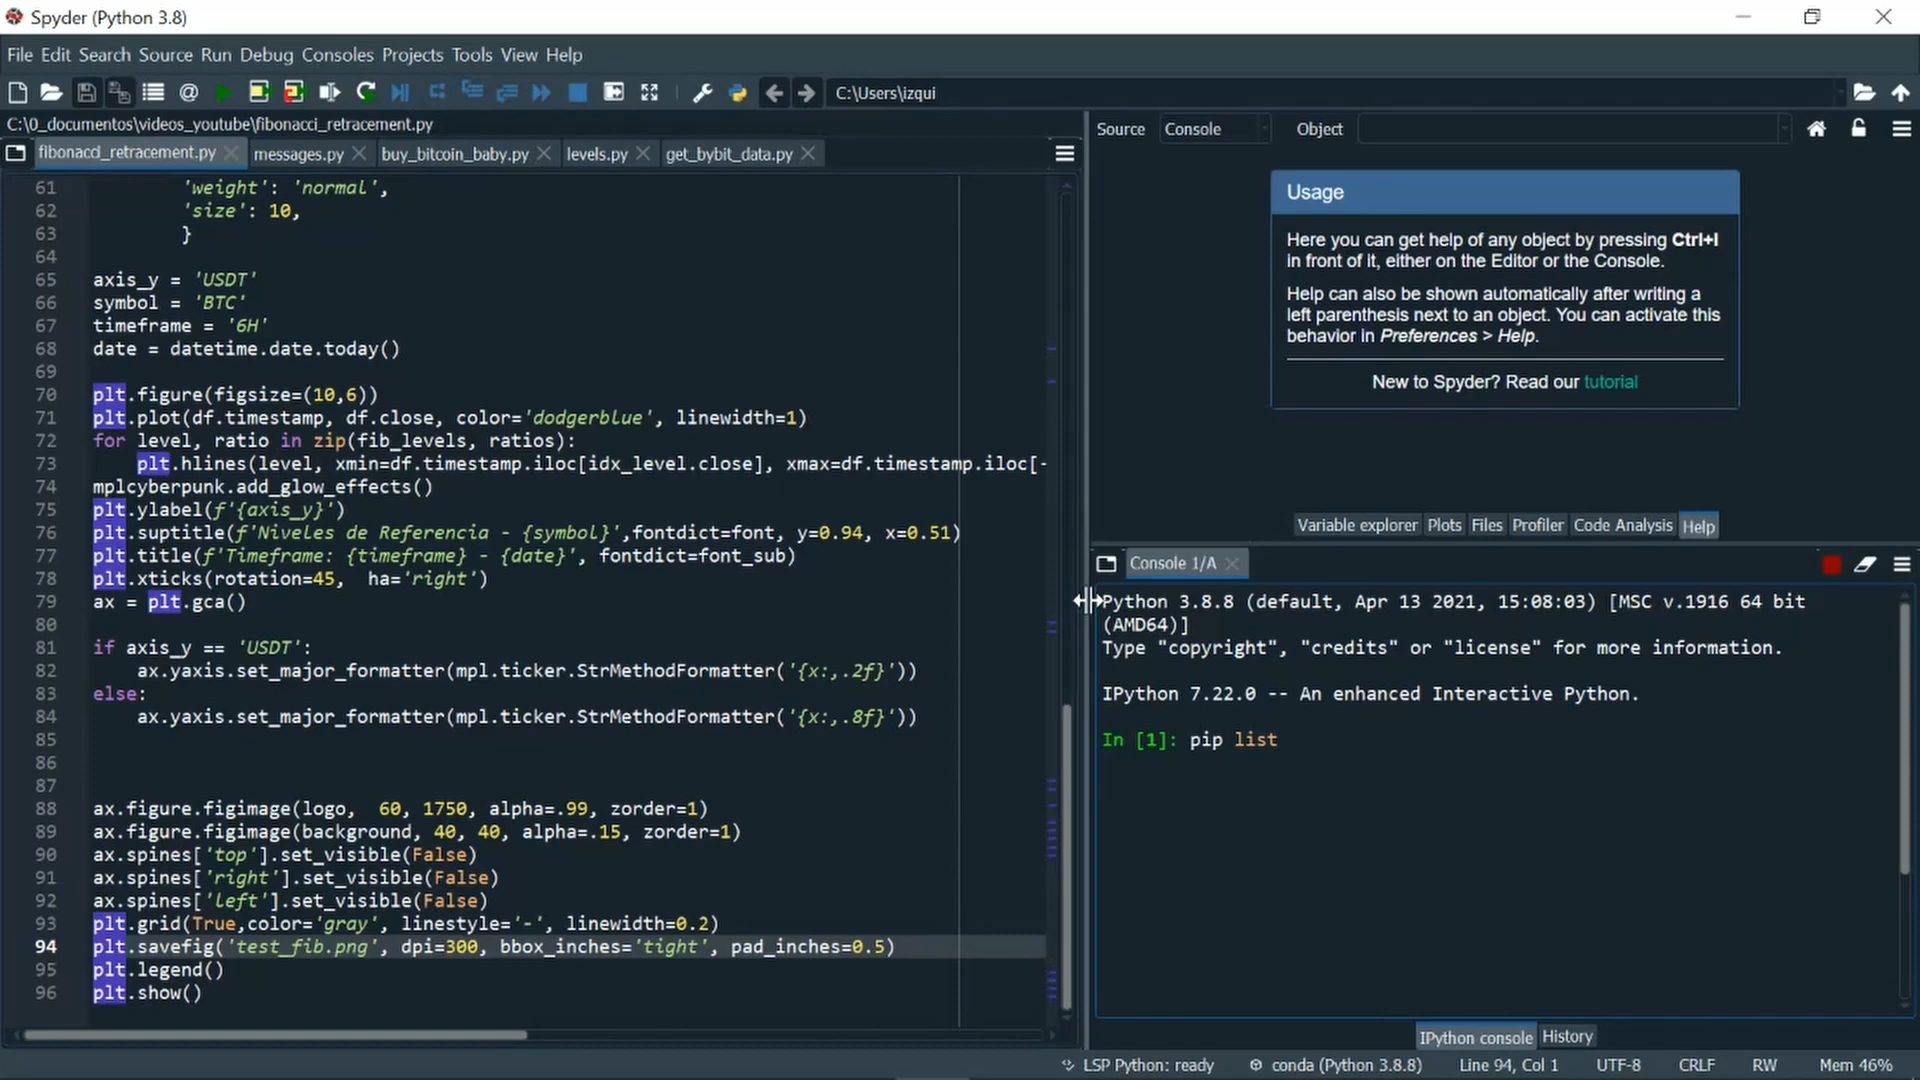 Spyder (Python 3.8)
File Edit Search Source Run Debug Consoles Projects Tools View Help
C:\Users\izqui
C:\0_documentos\videos_youtube\fibonacci_retracement.py
fibonacci_retracement.py messages.py buy_bitcoin_baby.py levels.py get_bybit_data.py
61 'weight': 'normal',
62 'size': 10,
63 }
64
65 axis_y = 'USDT'
66 symbol = 'BTC'
67 timeframe = '6H'
68 date = datetime.date.today()
69
70 plt.figure(figsize=(10,6))
71 plt.plot(df.timestamp, df.close, color='dodgerblue', linewidth=1)
72 for level, ratio in zip(fib_levels, ratios):
73 plt.hlines(level, xmin=df.timestamp.iloc[idx_level.close], xmax=df.timestamp.iloc[-
74 mplcyberpunk.add_glow_effects()
75 plt.ylabel(f'{axis_y}')
76 plt.suptitle(f'Niveles de Referencia - {symbol}',fontdict=font, y=0.94, x=0.51)
77 plt.title(f'Timeframe: {timeframe} - {date}', fontdict=font_sub)
78 plt.xticks(rotation=45, ha='right')
79 ax = plt.gca()
80
81 if axis_y == 'USDT':
82 ax.yaxis.set_major_formatter(mpl.ticker.StrMethodFormatter('{x:,.2f}'))
83 else:
84 ax.yaxis.set_major_formatter(mpl.ticker.StrMethodFormatter('{x:,.8f}'))
85
86
87
88 ax.figure.figimage(logo, 60, 1750, alpha=.99, zorder=1)
89 ax.figure.figimage(background, 40, 40, alpha=.15, zorder=1)
90 ax.spines['top'].set_visible(False)
91 ax.spines['right'].set_visible(False)
92 ax.spines['left'].set_visible(False)
93 plt.grid(True,color='gray', linestyle='-', linewidth=0.2)
94 plt.savefig('test_fib.png', dpi=300, bbox_inches='tight', pad_inches=0.5)
95 plt.legend()
96 plt.show()
Source Console Object
Usage
Here you can get help of any object by pressing Ctrl+I
in front of it, either on the Editor or the Console.
Help can also be shown automatically after writing a
left parenthesis next to an object. You can activate this
behavior in Preferences > Help.
New to Spyder? Read our tutorial
Variable explorer Plots Files Profiler Code Analysis Help
Console 1/A
Python 3.8.8 (default, Apr 13 2021, 15:08:03) [MSC v.1916 64 bit
(AMD64)]
Type "copyright", "credits" or "license" for more information.
IPython 7.22.0 -- An enhanced Interactive Python.
In [1]: pip list
IPython console History
LSP Python: ready conda (Python 3.8.8) Line 94, Col 1 UTF-8 CRLF RW Mem 46%